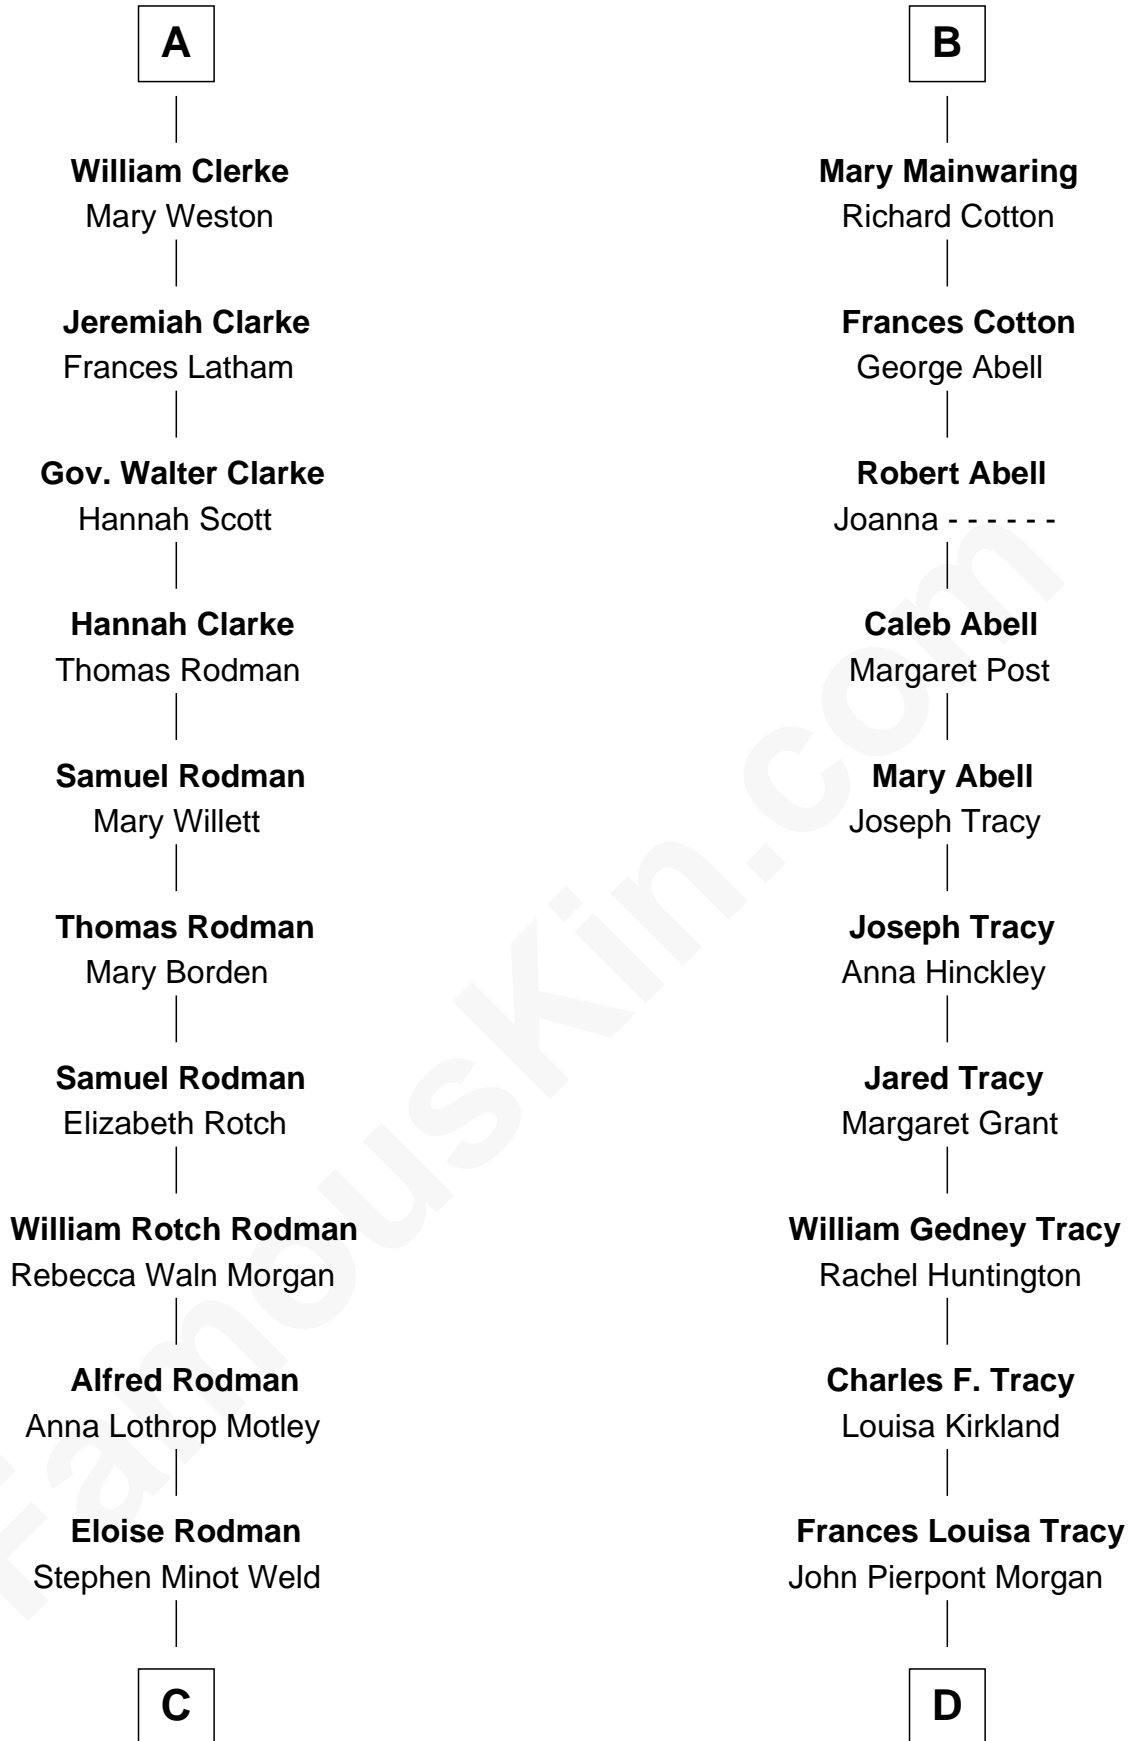 A
William Clerke
Mary Weston
Jeremiah Clarke
Frances Latham
Gov. Walter Clarke
Hannah Scott
Hannah Clarke
Thomas Rodman
Samuel Rodman
Mary Willett
Thomas Rodman
Mary Borden
Samuel Rodman
Elizabeth Rotch
William Rotch Rodman
Rebecca Waln Morgan
Alfred Rodman
Anna Lothrop Motley
Eloise Rodman
Stephen Minot Weld
C
B
Mary Mainwaring
Richard Cotton
Frances Cotton
George Abell
Robert Abell
Joanna - - - - - -
Caleb Abell
Margaret Post
Mary Abell
Joseph Tracy
Joseph Tracy
Anna Hinckley
Jared Tracy
Margaret Grant
William Gedney Tracy
Rachel Huntington
Charles F. Tracy
Louisa Kirkland
Frances Louisa Tracy
John Pierpont Morgan
D
FamousKin.com